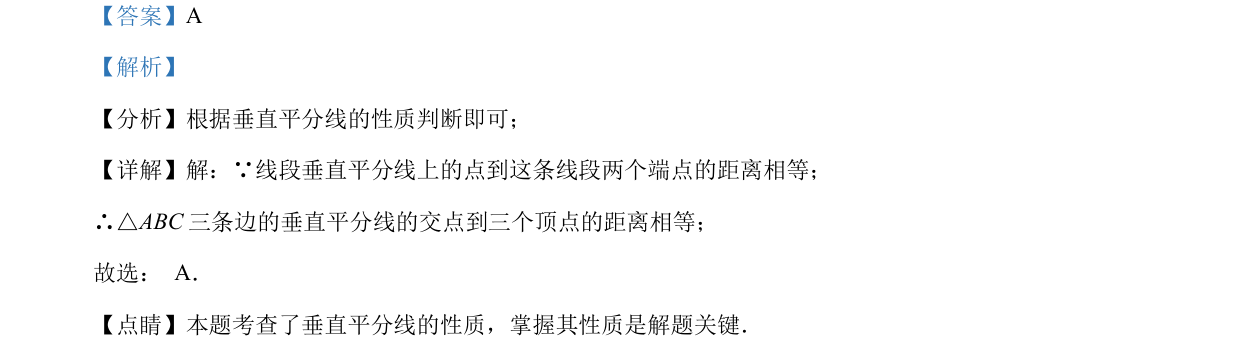 【答案】A
【解析】
【分析】根据垂直平分线的性质判断即可；
【详解】解：∵线段垂直平分线上的点到这条线段两个端点的距离相等；
∴△ABC 三条边的垂直平分线的交点到三个顶点的距离相等；
故选： A．
【点睛】本题考查了垂直平分线的性质，掌握其性质是解题关键．